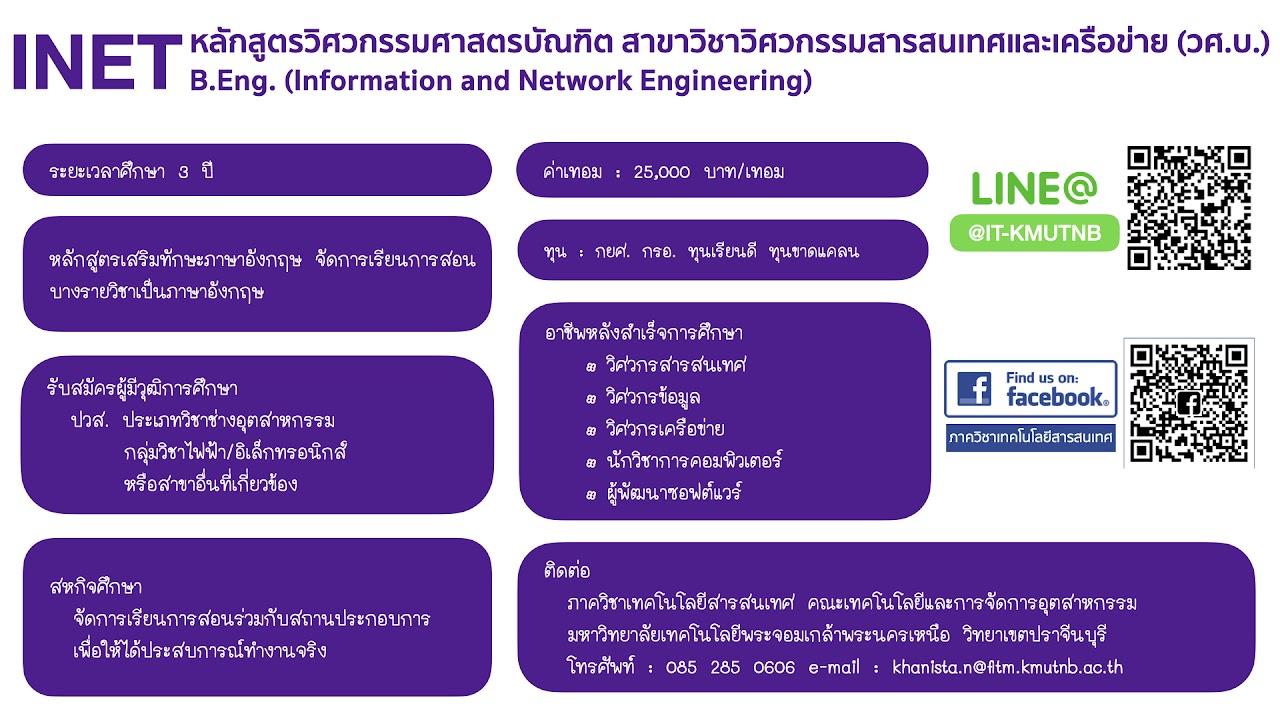 INET
หลักสูตรวิศวกรรมศาสตรบัณฑิต สาขาวิชาวิศวกรรมสารสนเทศและเครือข่าย (วศ.บ.)
B.Eng. (Information and Network Engineering)
ระยะเวลาศึกษา 3 ปี
หลักสูตรเสริมทักษะภาษาอังกฤษ จัดการเรียนการสอน
บางรายวิชาเป็นภาษาอังกฤษ
รับสมัครผู้มีวุฒิการศึกษา
ปวส. ประเภทวิชาช่างอุตสาหกรรม
กลุ่มวิชาไฟฟ้า/อิเล็กทรอนิกส์
หรือสาขาอื่นที่เกี่ยวข้อง
สหกิจศึกษา
จัดการเรียนการสอนร่วมกับสถานประกอบการ
เพื่อให้ได้ประสบการณ์ทำงานจริง
ค่าเทอม : 25,000 บาท/เทอม
ทุน : กยศ. กรอ. ทุนเรียนดี ทุนขาดแคลน
อาชีพหลังสำเร็จการศึกษา
วิศวกรสารสนเทศ
วิศวกรข้อมูล
วิศวกรเครือข่าย
นักวิชาการคอมพิวเตอร์
ผู้พัฒนาซอฟต์แวร์
ติดต่อ
ภาควิชาเทคโนโลยีสารสนเทศ คณะเทคโนโลยีและการจัดการอุตสาหกรรม
มหาวิทยาลัยเทคโนโลยีพระจอมเกล้าพระนครเหนือ วิทยาเขตปราจีนบุรี
โทรศัพท์ : 085 285 0606 e-mail : khanista.n@fitm.kmutnb.ac.th
LINE@
@IT-KMUTNB
Find us on:
facebook®
ภาควิชาเทคโนโลยีสารสนเทศ